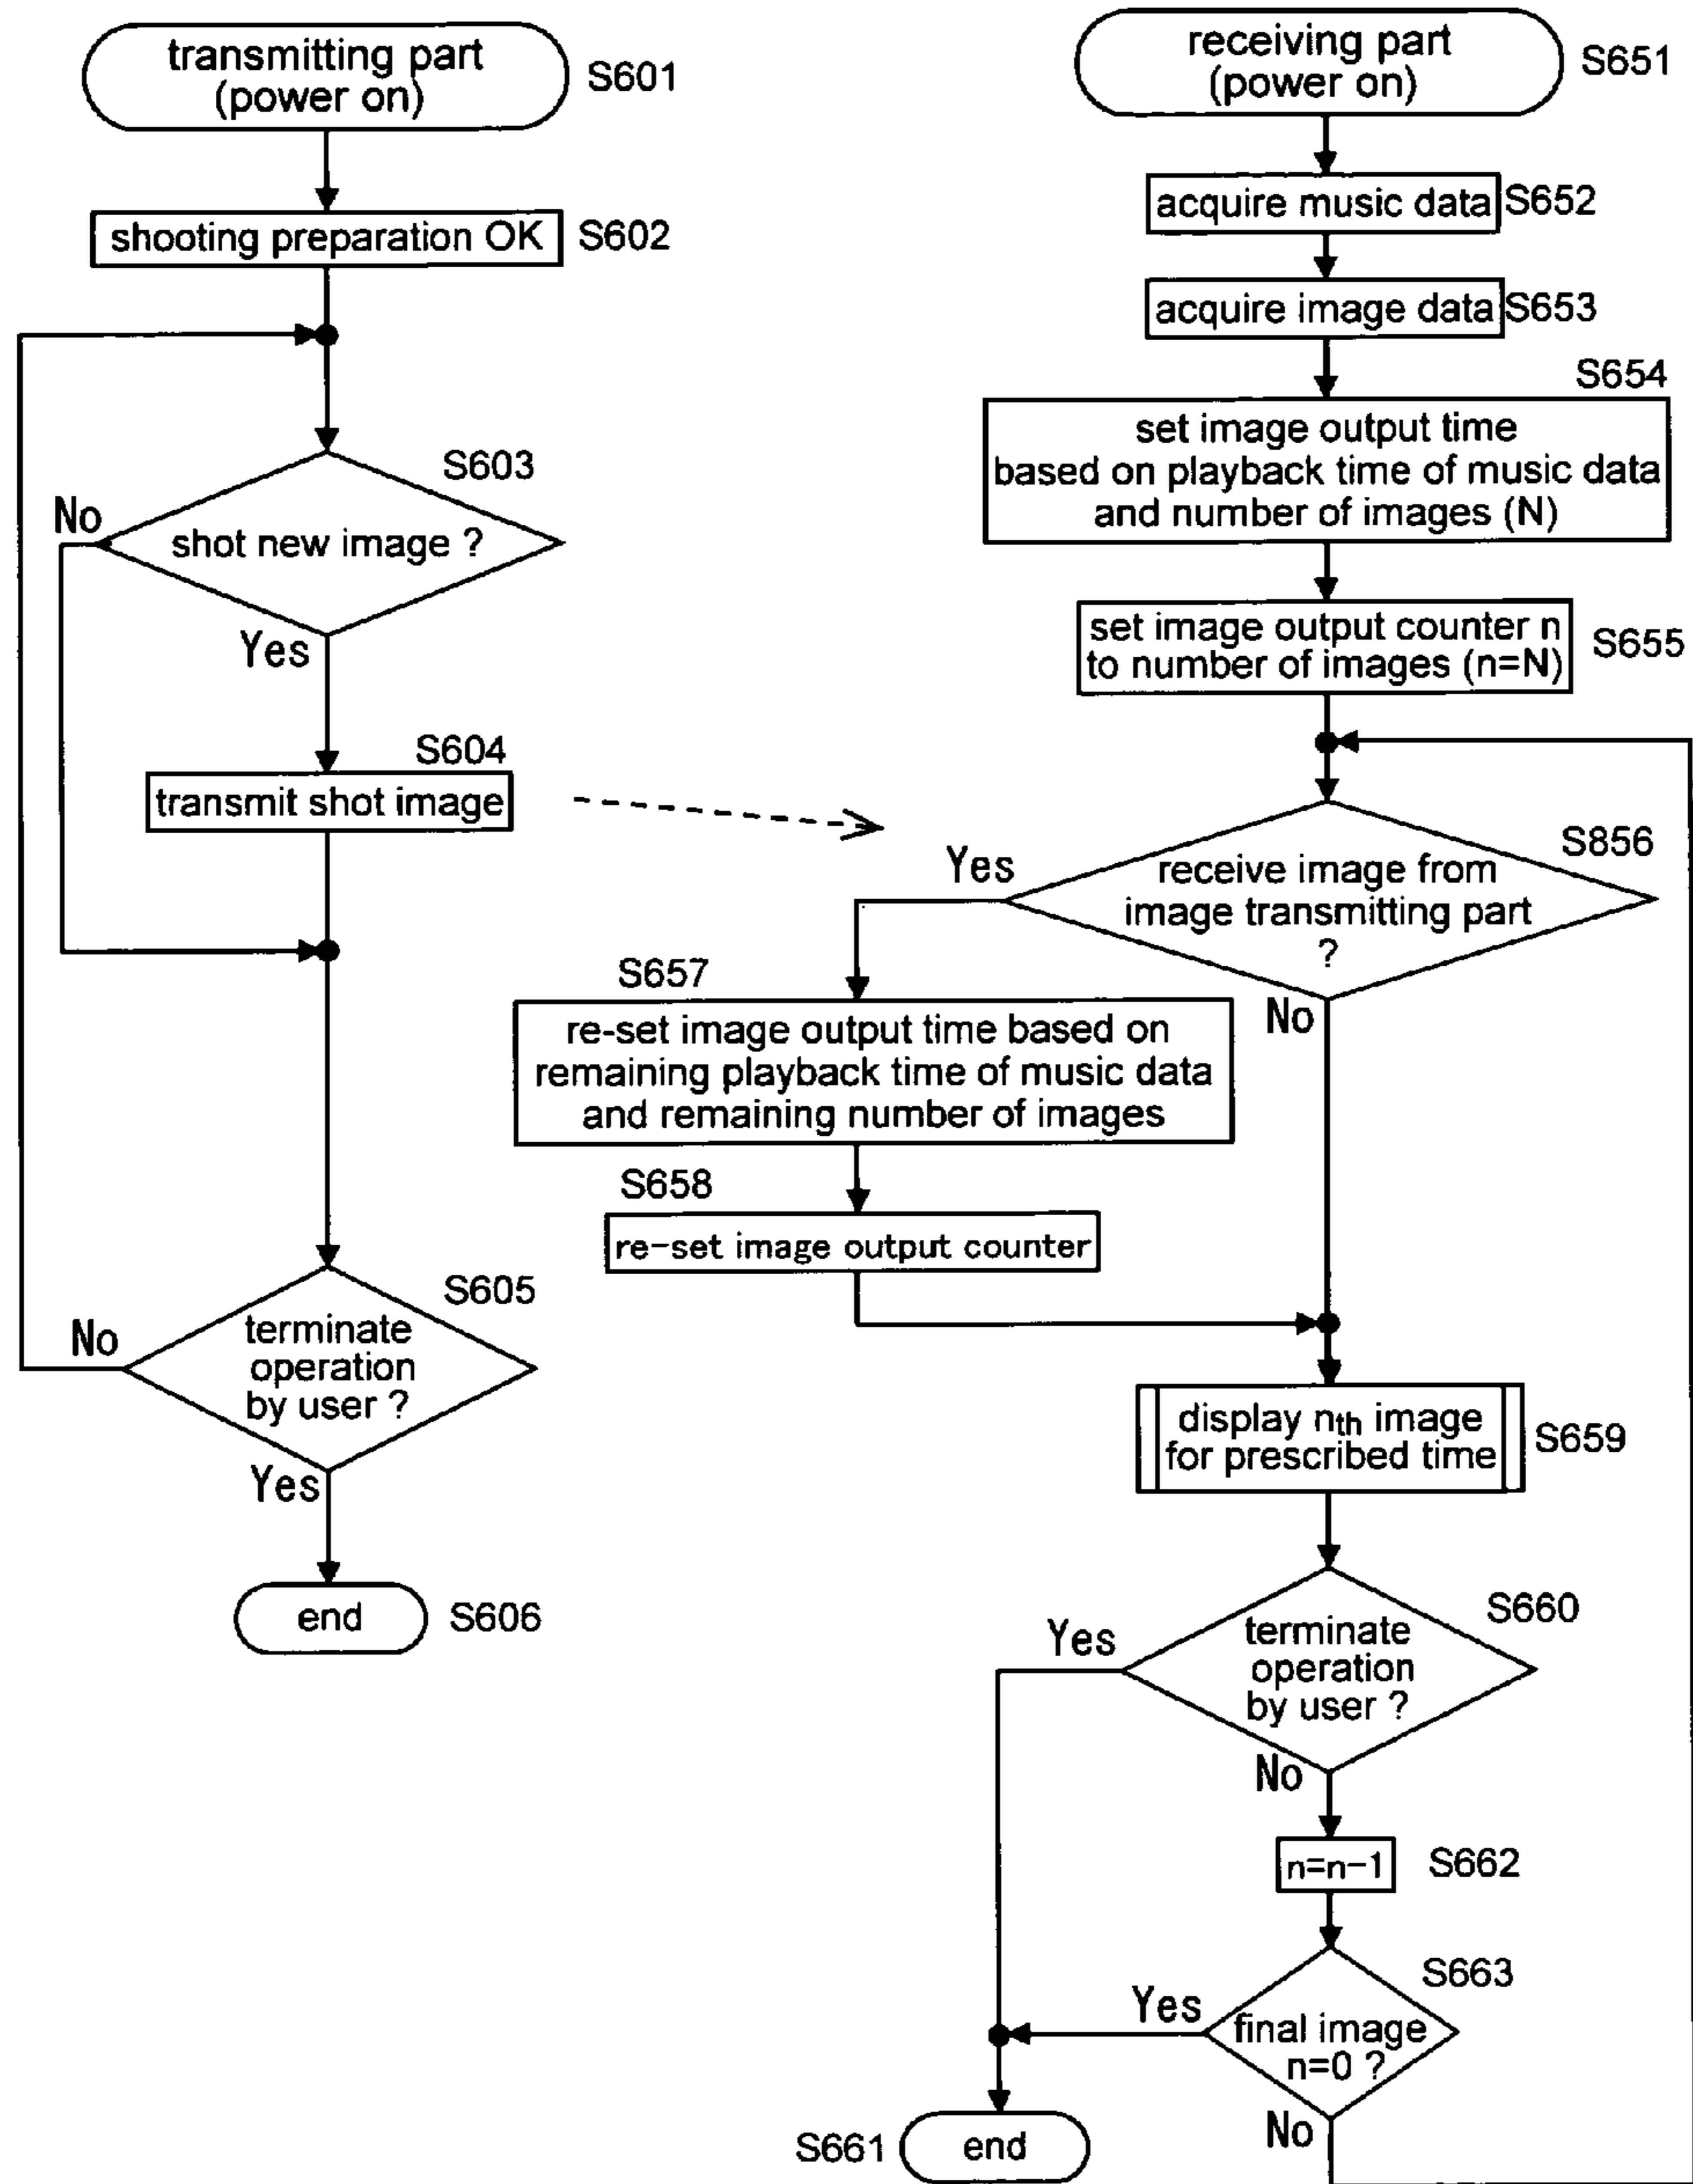 transmitting part
(power on)
S601
shooting preparation OK
S602
S603
No
shot new image ?
Yes
S604
transmit shot image
S605
No
terminate
operation
by user ?
Yes
end
S606
receiving part
(power on)
S651
acquire music data
S652
acquire image data
S653
S654
set image output time
based on playback time of music data
and number of images (N)
set image output counter n
to number of images (n=N)
S655
S856
Yes
receive image from
image transmitting part
?
No
S657
re-set image output time based on
remaining playback time of music data
and remaining number of images
S658
re-set image output counter
display nth image
for prescribed time
S659
S660
Yes
terminate
operation
by user ?
No
n=n-1
S662
S663
Yes
final image
n=0 ?
No
S661
end